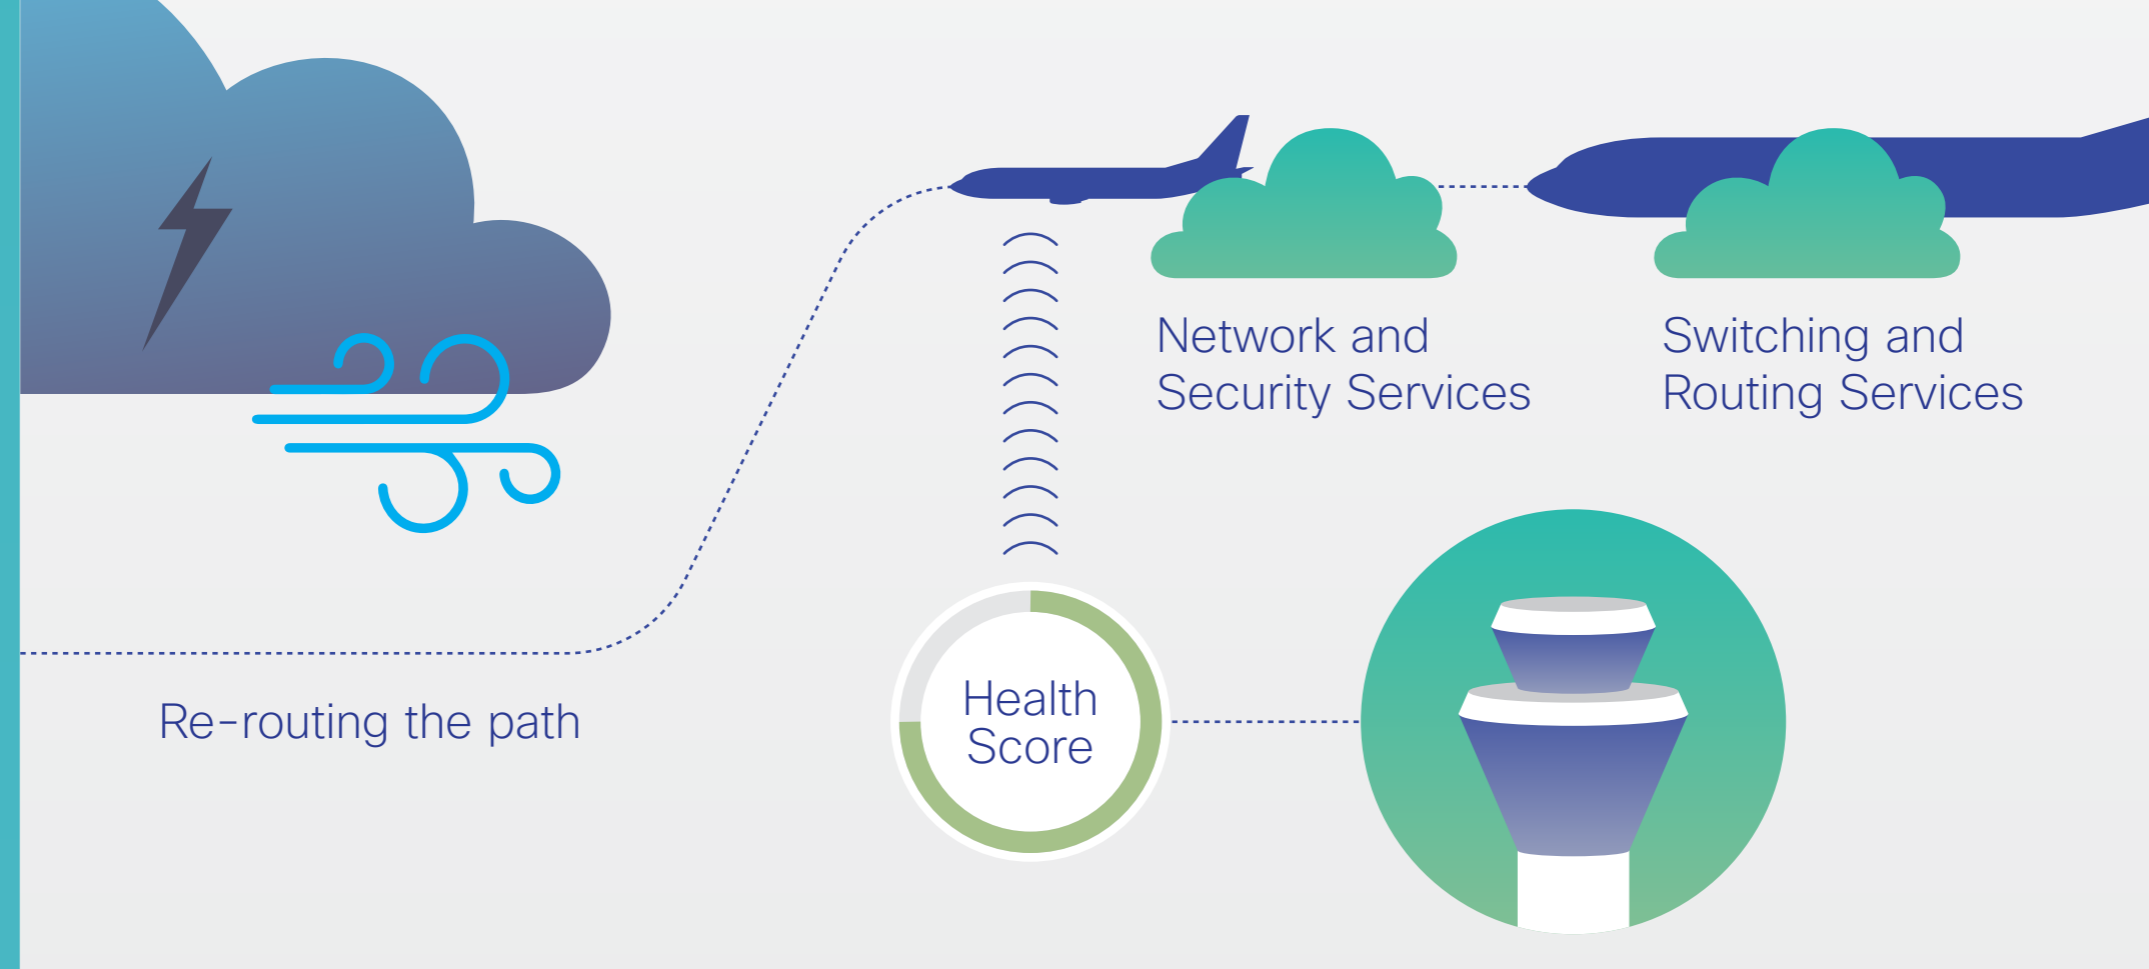 Network and
Security Services
Switching and
Routing Services
Re-routing the path
Health
Score